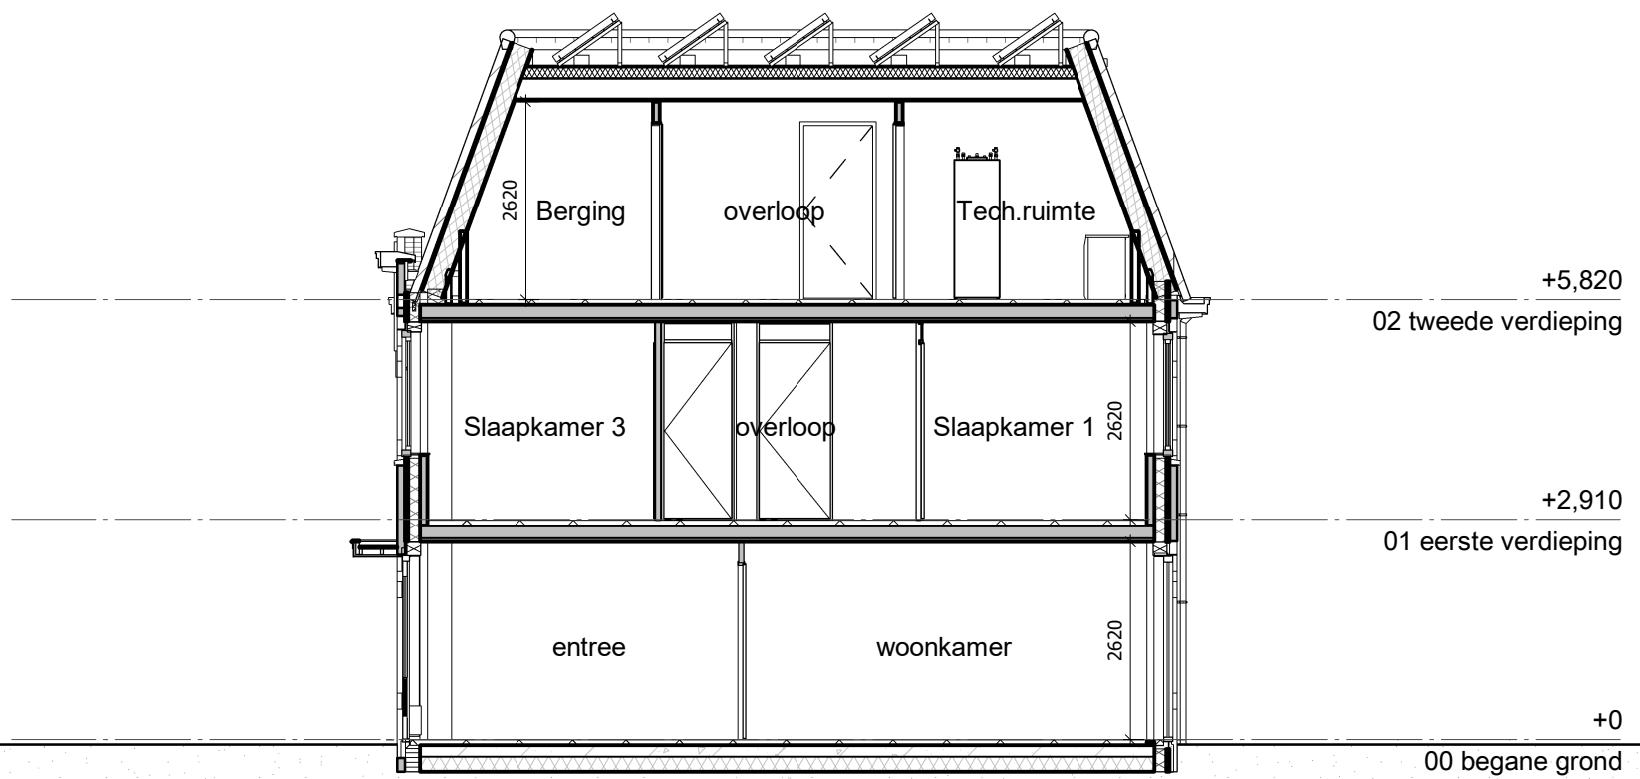 2620
Berging
overloop
Tech.ruimte
+5,820
02 tweede verdieping
Slaapkamer 3
overloop
Slaapkamer 1
2620
+2,910
01 eerste verdieping
entree
woonkamer
2620
+0
00 begane grond